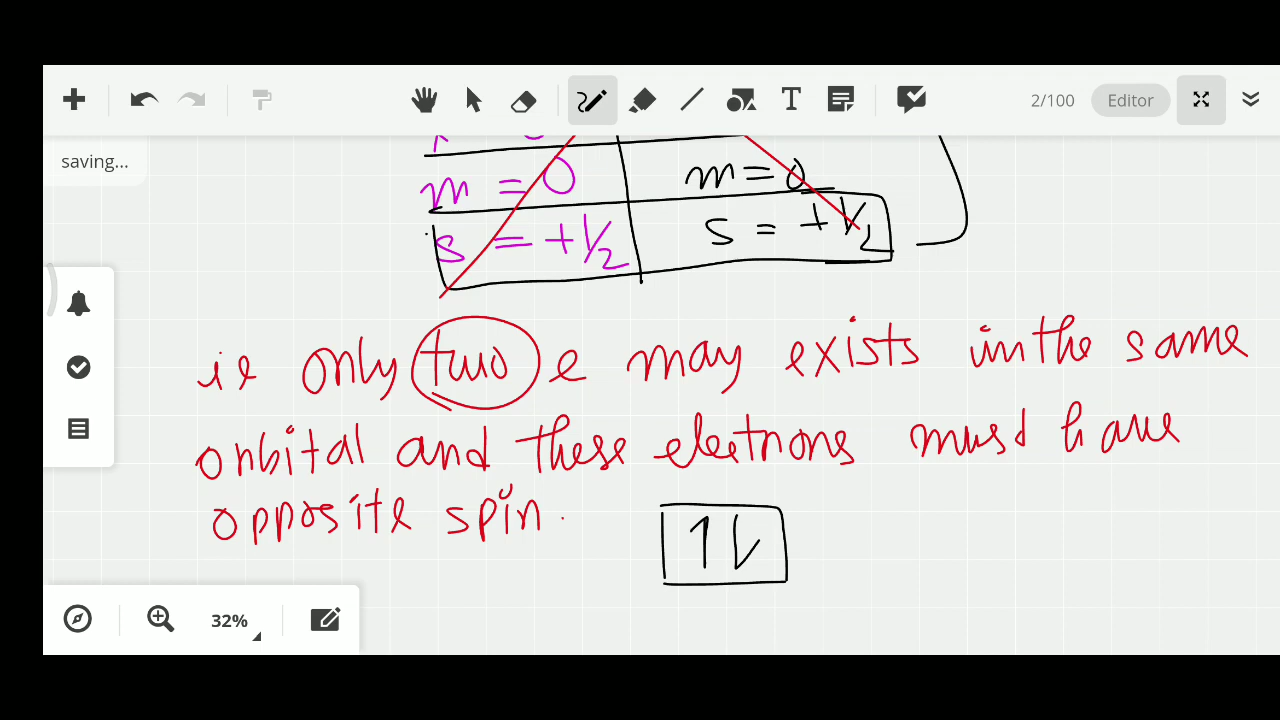 2/100 Editor
saving...
m = 0 m = 0
s = +1/2 s = +1/2
ie only two e may exists in the same
orbital and these electrons must have
opposite spin.
32%